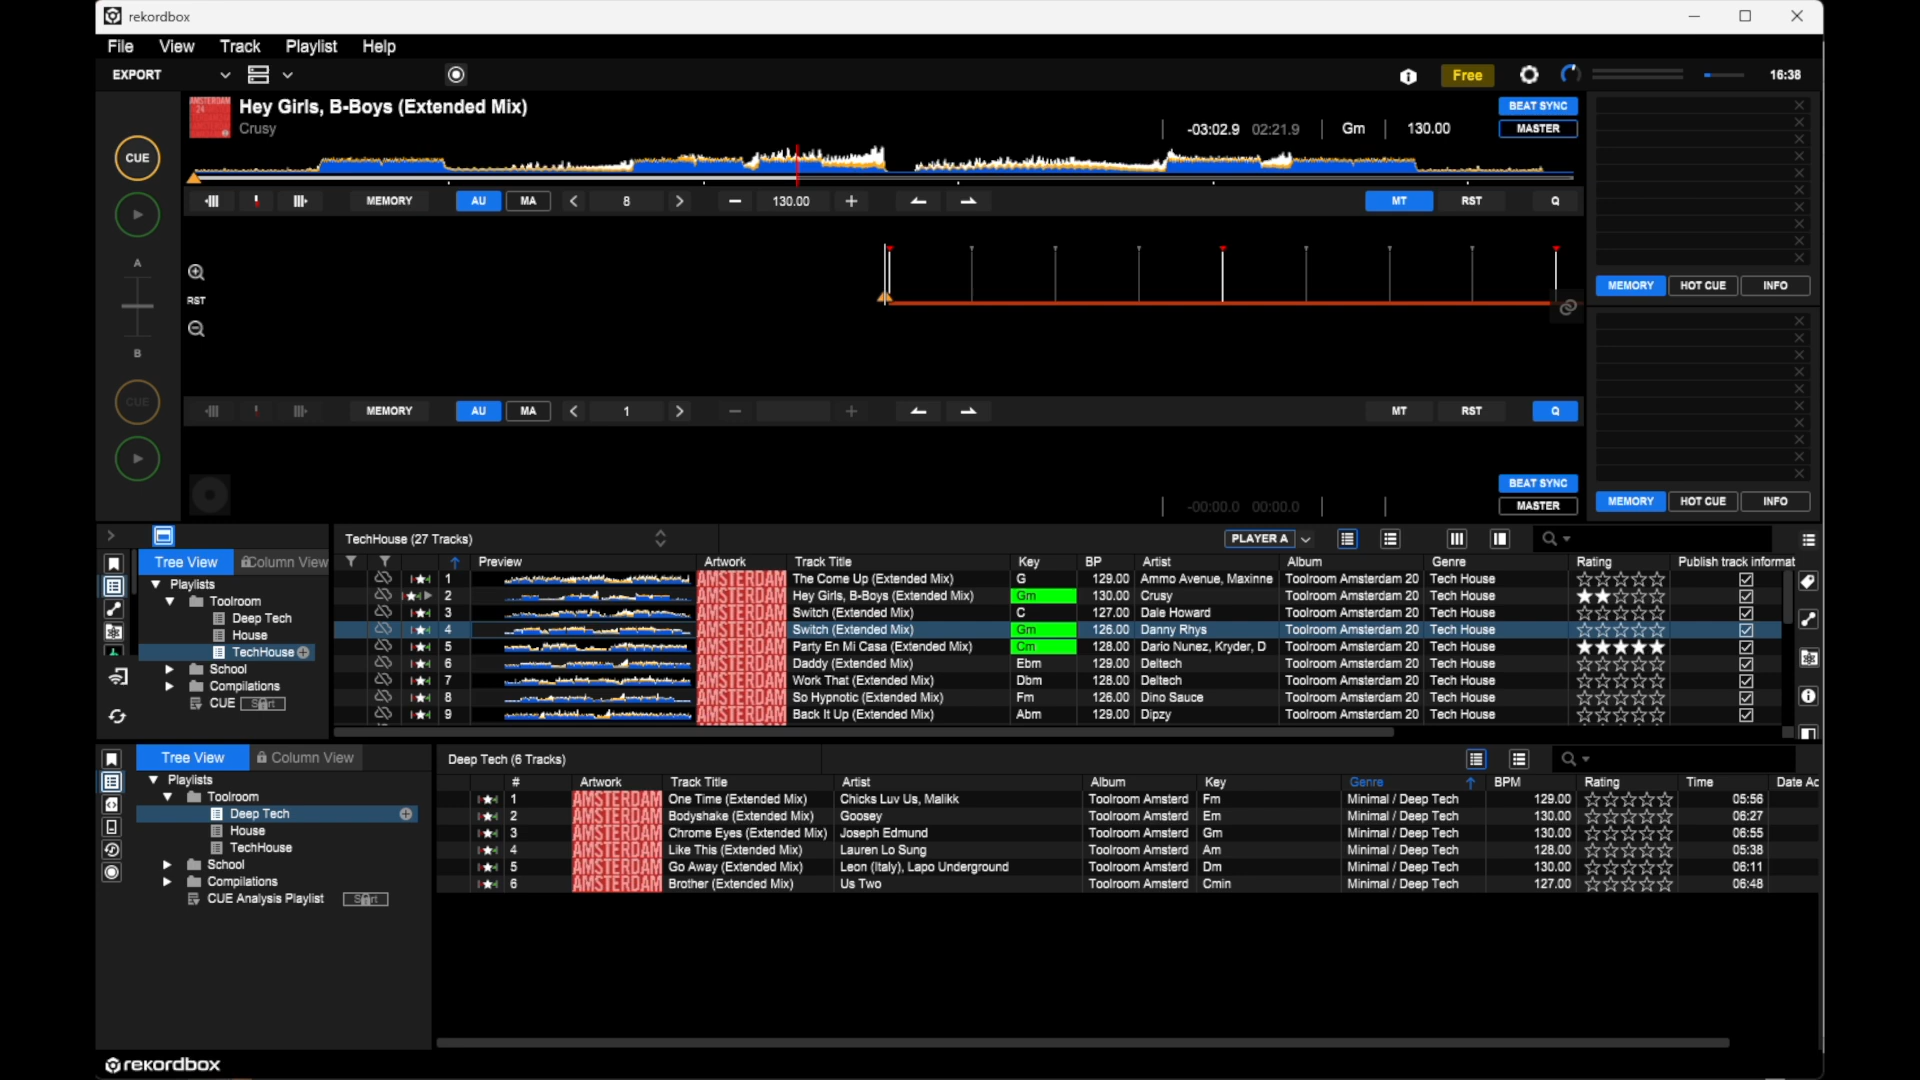 rekordbox
File View Track Playlist Help
EXPORT Free 16:38
AMSTERDAM 24 Hey Girls, B-Boys (Extended Mix)
Crusy
-03:02.9 02:21.9 Gm 130.00 BEAT SYNC
MASTER
CUE
MEMORY AU MA 8 130.00 MT RST Q
A
RST
B
MEMORY HOT CUE INFO
CUE
MEMORY AU MA 1 MT RST Q
-00:00.0 00:00.0 BEAT SYNC
MASTER
MEMORY HOT CUE INFO
TechHouse (27 Tracks) PLAYER A
Tree View Column View
Preview Artwork Track Title Key BP Artist Album Genre Rating Publish track informat
1 AMSTERDAM The Come Up (Extended Mix) G 129.00 Ammo Avenue, Maxinne Toolroom Amsterdam 20 Tech House
2 AMSTERDAM Hey Girls, B-Boys (Extended Mix) Gm 130.00 Crusy Toolroom Amsterdam 20 Tech House
3 AMSTERDAM Switch (Extended Mix) C 127.00 Dale Howard Toolroom Amsterdam 20 Tech House
4 AMSTERDAM Switch (Extended Mix) Gm 126.00 Danny Rhys Toolroom Amsterdam 20 Tech House
5 AMSTERDAM Party En Mi Casa (Extended Mix) Cm 128.00 Dario Nunez, Kryder, D Toolroom Amsterdam 20 Tech House
6 AMSTERDAM Daddy (Extended Mix) Ebm 129.00 Deltech Toolroom Amsterdam 20 Tech House
7 AMSTERDAM Work That (Extended Mix) Dbm 128.00 Deltech Toolroom Amsterdam 20 Tech House
8 AMSTERDAM So Hypnotic (Extended Mix) Fm 126.00 Dino Sauce Toolroom Amsterdam 20 Tech House
9 AMSTERDAM Back It Up (Extended Mix) Abm 129.00 Dipzy Toolroom Amsterdam 20 Tech House
Playlists
Toolroom
Deep Tech
House
TechHouse
School
Compilations
CUE
Tree View Column View
Deep Tech (6 Tracks)
# Artwork Track Title Artist Album Key Genre BPM Rating Time Date Ac
1 AMSTERDAM One Time (Extended Mix) Chicks Luv Us, Malikk Toolroom Amsterd Fm Minimal / Deep Tech 129.00 05:56
2 AMSTERDAM Bodyshake (Extended Mix) Goosey Toolroom Amsterd Em Minimal / Deep Tech 130.00 06:27
3 AMSTERDAM Chrome Eyes (Extended Mix) Joseph Edmund Toolroom Amsterd Gm Minimal / Deep Tech 130.00 06:55
4 AMSTERDAM Like This (Extended Mix) Lauren Lo Sung Toolroom Amsterd Am Minimal / Deep Tech 128.00 05:38
5 AMSTERDAM Go Away (Extended Mix) Leon (Italy), Lapo Underground Toolroom Amsterd Dm Minimal / Deep Tech 130.00 06:11
6 AMSTERDAM Brother (Extended Mix) Us Two Toolroom Amsterd Cmin Minimal / Deep Tech 127.00 06:48
Playlists
Toolroom
Deep Tech
House
TechHouse
School
Compilations
CUE Analysis Playlist
rekordbox